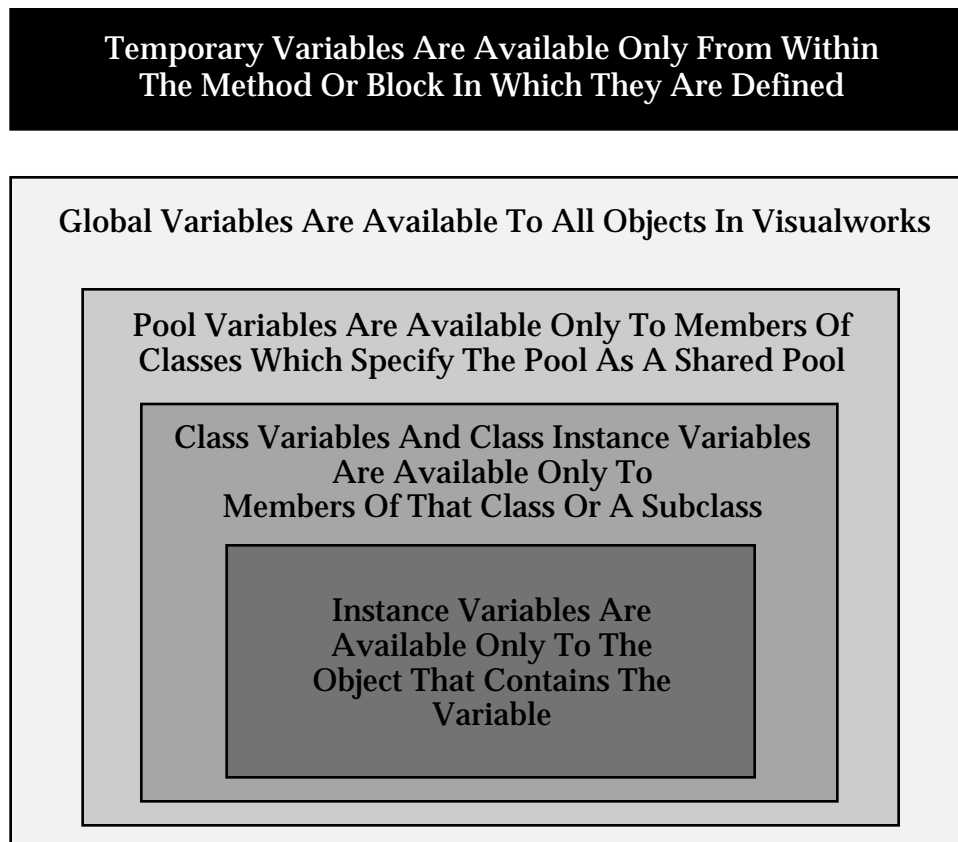 Temporary Variables Are Available Only From Within
The Method Or Block In Which They Are Defined
Global Variables Are Available To All Objects In Visualworks
Pool Variables Are Available Only To Members Of
Classes Which Specify The Pool As A Shared Pool
Class Variables And Class Instance Variables
Are Available Only To
Members Of That Class Or A Subclass
Instance Variables Are
Available Only To The
Object That Contains The
Variable